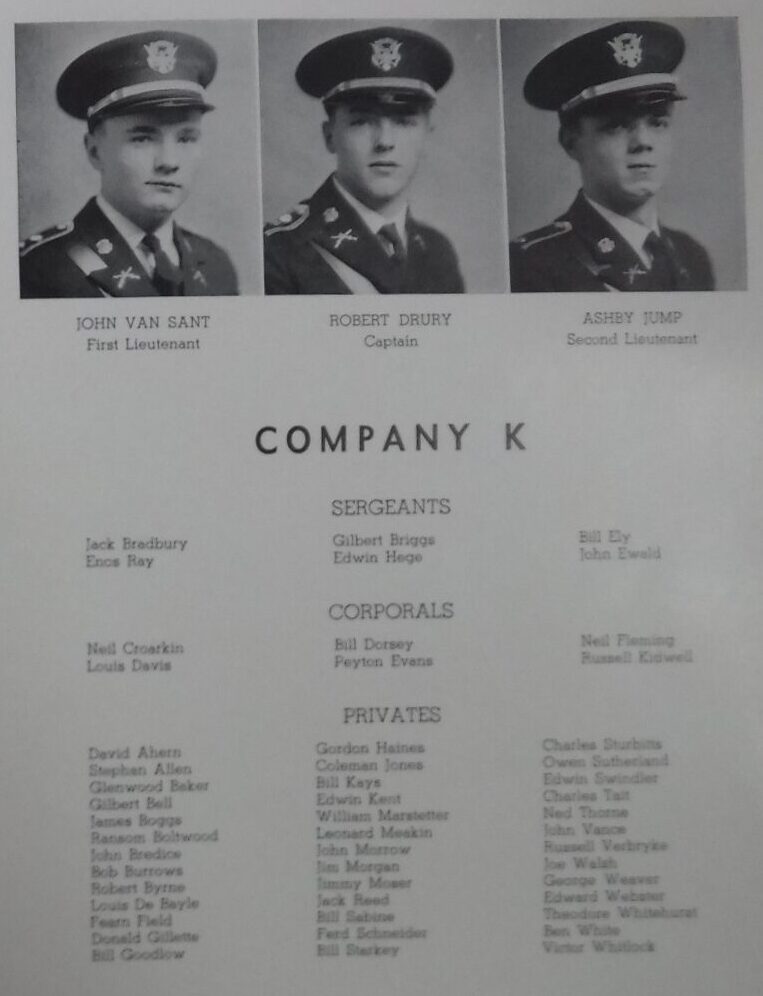 JOHN VAN SANT
First Lieutenant
ROBERT DRURY
Captain
ASHBY JUMP
Second Lieutenant
COMPANY K
SERGEANTS
Jack Bradbury
Enos Ray
Gilbert Briggs
Edwin Hege
Bill Ely
John Ewald
CORPORALS
Neil Croarkin
Louis Davis
Bill Dorsey
Peyton Evans
Neil Fleming
Russell Kidwell
PRIVATES
David Ahern
Stephan Allen
Glenwood Baker
Gilbert Bell
James Boggs
Ransom Boltwood
John Bredice
Bob Burrows
Robert Byrne
Louis De Bayle
Fearn Field
Donald Gillette
Bill Goodlow
Gordon Haines
Coleman Jones
Bill Kays
Edwin Kent
William Marstetter
Leonard Meakin
John Morrow
Jim Morgan
Jimmy Moser
Jack Reed
Bill Sabine
Ferd Schneider
Bill Starkey
Charles Sturbitts
Owen Sutherland
Edwin Swindler
Charles Tait
Ned Thorne
John Vance
Russell Verbryke
Joe Walsh
George Weaver
Edward Webster
Theodore Whitehurst
Ben White
Victor Whitlock